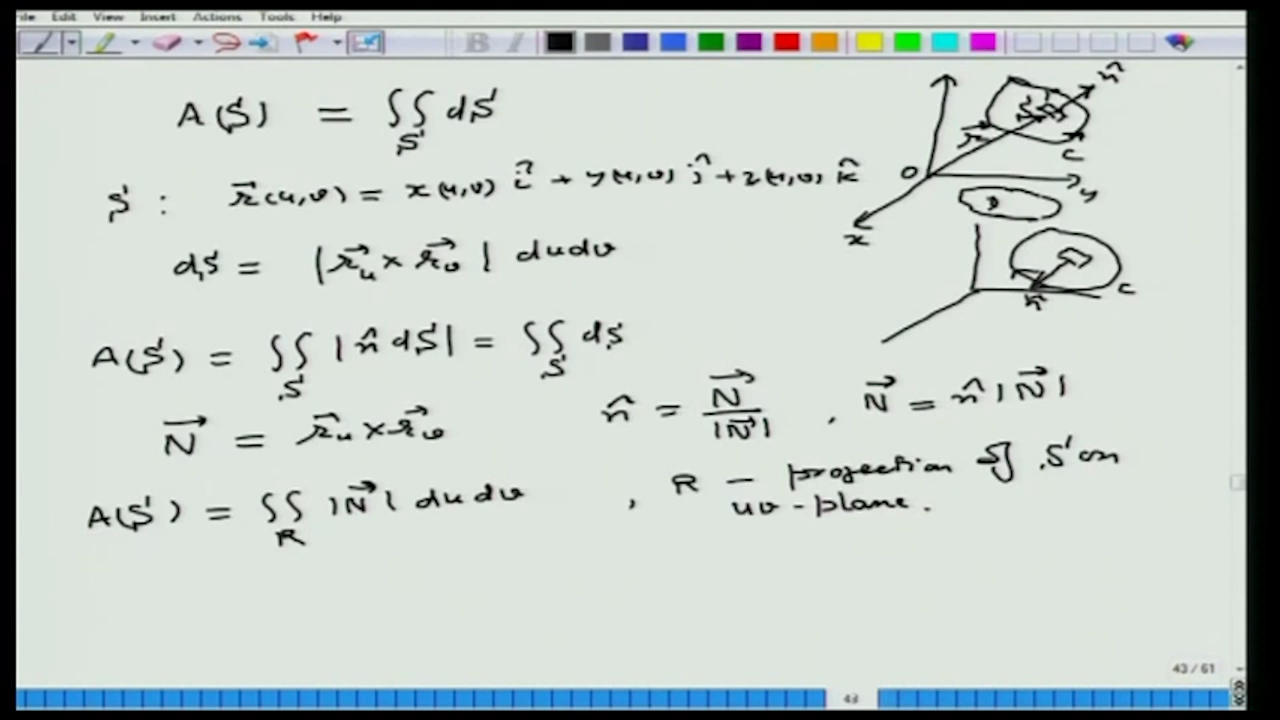 Edit View Insert Actions Tools Help
A(S) = ∬_S dS
S : r⃗(u,v) = x(u,v) î + y(u,v) ĵ + z(u,v) k̂
dS = |r⃗_u × r⃗_v| du dv
A(S) = ∬_S |n̂ dS| = ∬_S dS
N⃗ = r⃗_u × r⃗_v n̂ = N⃗/|N⃗| , N⃗ = n̂ |N⃗|
A(S) = ∬_R |N⃗| du dv , R — projection of S on
uv-plane.
n̂
S
r⃗
C
O
y
x
C
n̂
43 / 61
43